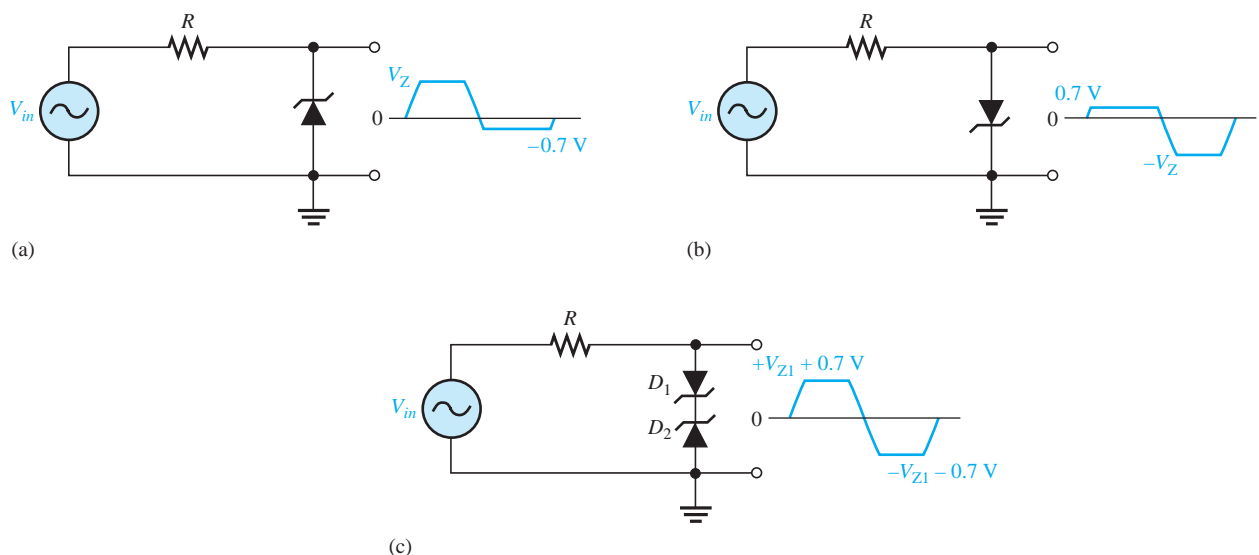 R
V_in
V_Z
0
−0.7 V
(a)
R
V_in
0.7 V
0
−V_Z
(b)
R
V_in
D_1
D_2
+V_Z1 + 0.7 V
0
−V_Z1 − 0.7 V
(c)